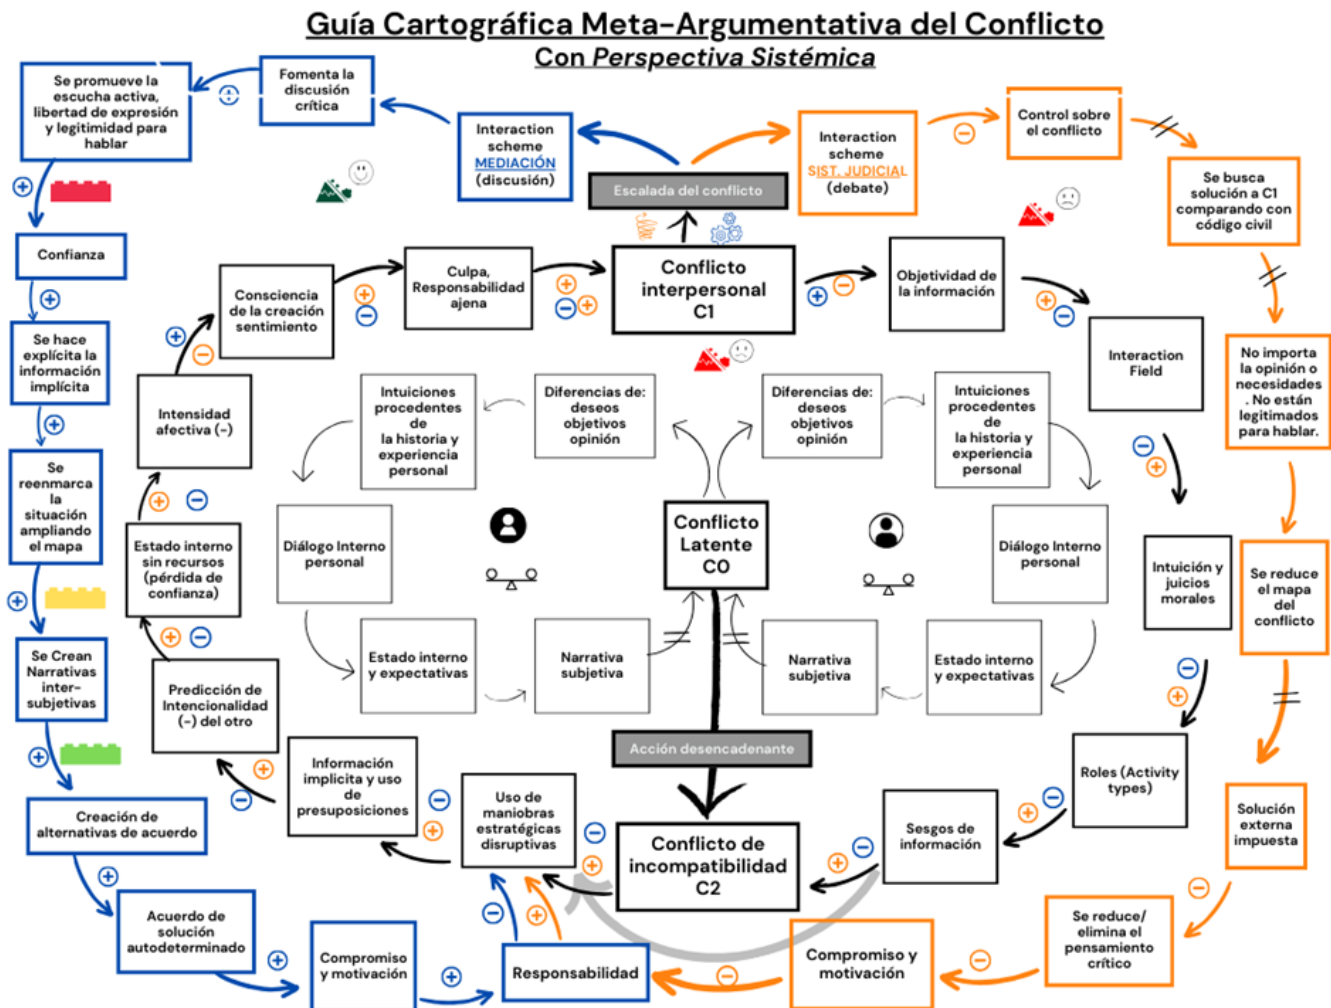 Guía Cartográfica Meta-Argumentativa del Conflicto
Con Perspectiva Sistémica
Se promueve la
escucha activa,
libertad de expresión
y legitimidad para
hablar
Fomenta la
discusión
crítica
Interaction
scheme
MEDIACIÓN
(discusión)
Interaction
scheme
SIST. JUDICIAL
(debate)
Control sobre
el conflicto
Escalada del conflicto
Se busca
solución a C1
comparando con
código civil
Confianza
Consciencia
de la creación
sentimiento
Culpa,
Responsabilidad
ajena
Conflicto
interpersonal
C1
Objetividad de
la información
Interaction
Field
Se hace
explícita la
información
implícita
No importa
la opinión o
necesidades
. No están
legitimados
para hablar.
Intensidad
afectiva (-)
Intuiciones
procedentes
de
la historia y
experiencia
personal
Diferencias de:
deseos
objetivos
opinión
Diferencias de:
deseos
objetivos
opinión
Intuiciones
procedentes
de
la historia y
experiencia
personal
Se
reenmarca
la
situación
ampliando
el mapa
Estado interno
sin recursos
(pérdida de
confianza)
Diálogo Interno
personal
Conflicto
Latente
C0
Diálogo Interno
personal
Intuición y
juicios
morales
Se reduce
el mapa
del
conflicto
Se Crean
Narrativas
inter-
subjetivas
Predicción de
Intencionalidad
(-) del otro
Estado interno
y expectativas
Narrativa
subjetiva
Narrativa
subjetiva
Estado interno
y expectativas
Acción desencadenante
Información
implicita y uso
de
presuposiciones
Uso de
maniobras
estratégicas
disruptivas
Conflicto de
incompatibilidad
C2
Sesgos de
información
Roles (Activity
types)
Solución
externa
impuesta
Creación de
alternativas de acuerdo
Acuerdo de
solución
autodeterminado
Compromiso
y motivación
Responsabilidad
Compromiso y
motivación
Se reduce/
elimina el
pensamiento
crítico